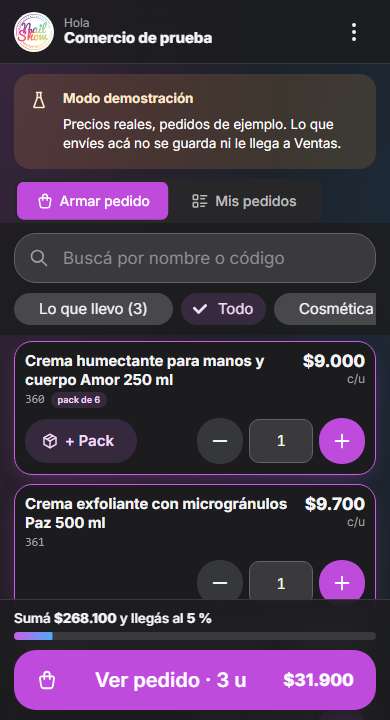 Nail Show
Hola
Comercio de prueba
Modo demostración
Precios reales, pedidos de ejemplo. Lo que
envíes acá no se guarda ni le llega a Ventas.
Armar pedido
Mis pedidos
Buscá por nombre o código
Lo que llevo (3)
Todo
Cosmética
Crema humectante para manos y
cuerpo Amor 250 ml
$9.000
c/u
360 pack de 6
+ Pack
1
Crema exfoliante con microgránulos
Paz 500 ml
$9.700
c/u
361
1
Sumá $268.100 y llegás al 5 %
Ver pedido · 3 u
$31.900